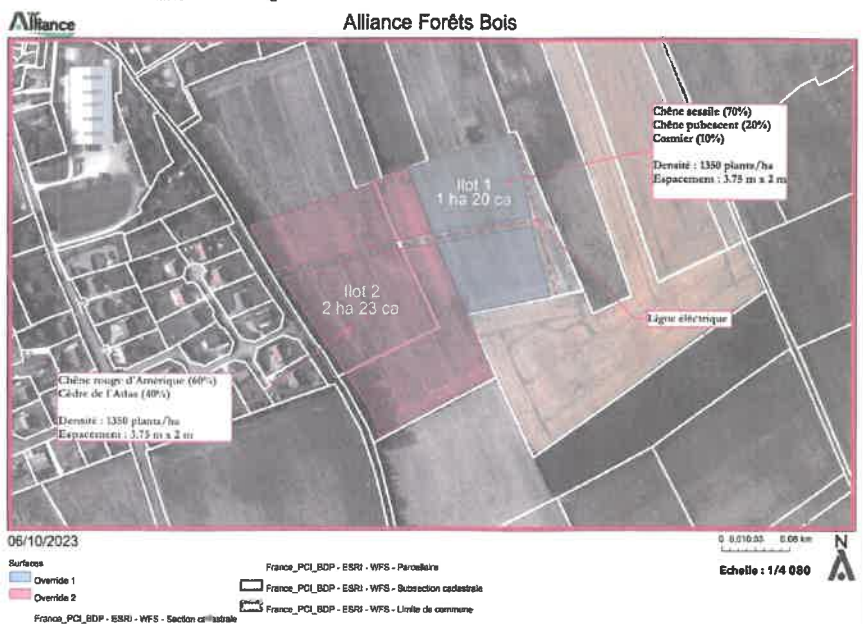 Alliance
Alliance Forêts Bois
Chêne sessile (70%)
Chêne pubescent (20%)
Cormier (10%)
Densité : 1350 plants/ha
Espacement : 3.75 m x 2 m
Ilot 1
1 ha 20 ca
Ilot 2
2 ha 23 ca
Ligne éléctrique
Chêne rouge d'Amérique (60%)
Cèdre de l'Atlas (40%)
Densité : 1350 plants/ha
Espacement : 3.75 m x 2 m
06/10/2023
0 0,010,03 0,06 km
N
Echelle : 1/4 080
Surfaces
Override 1
Override 2
France_PCI_BDP - ESRI - WFS - Section cadastrale
France_PCI_BDP - ESRI - WFS - Parcellaire
France_PCI_BDP - ESRI - WFS - Subsection cadastrale
France_PCI_BDP - ESRI - WFS - Limite de commune